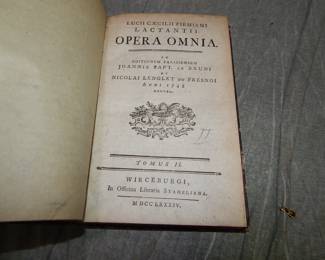 LUCII CÆCILII FIRMIANI
LACTANTII
OPERA OMNIA.
AD
EDITIONEM PARISIENSEM
JOANNIS BAPT. LE BRUN
ET
NICOLAI LENGLET DU FRESNOI
ANNI 1748
TOMUS II.
WIRCEBURGI,
In Officina Libraria STAHELIANA.
MDCCLXXXIV.